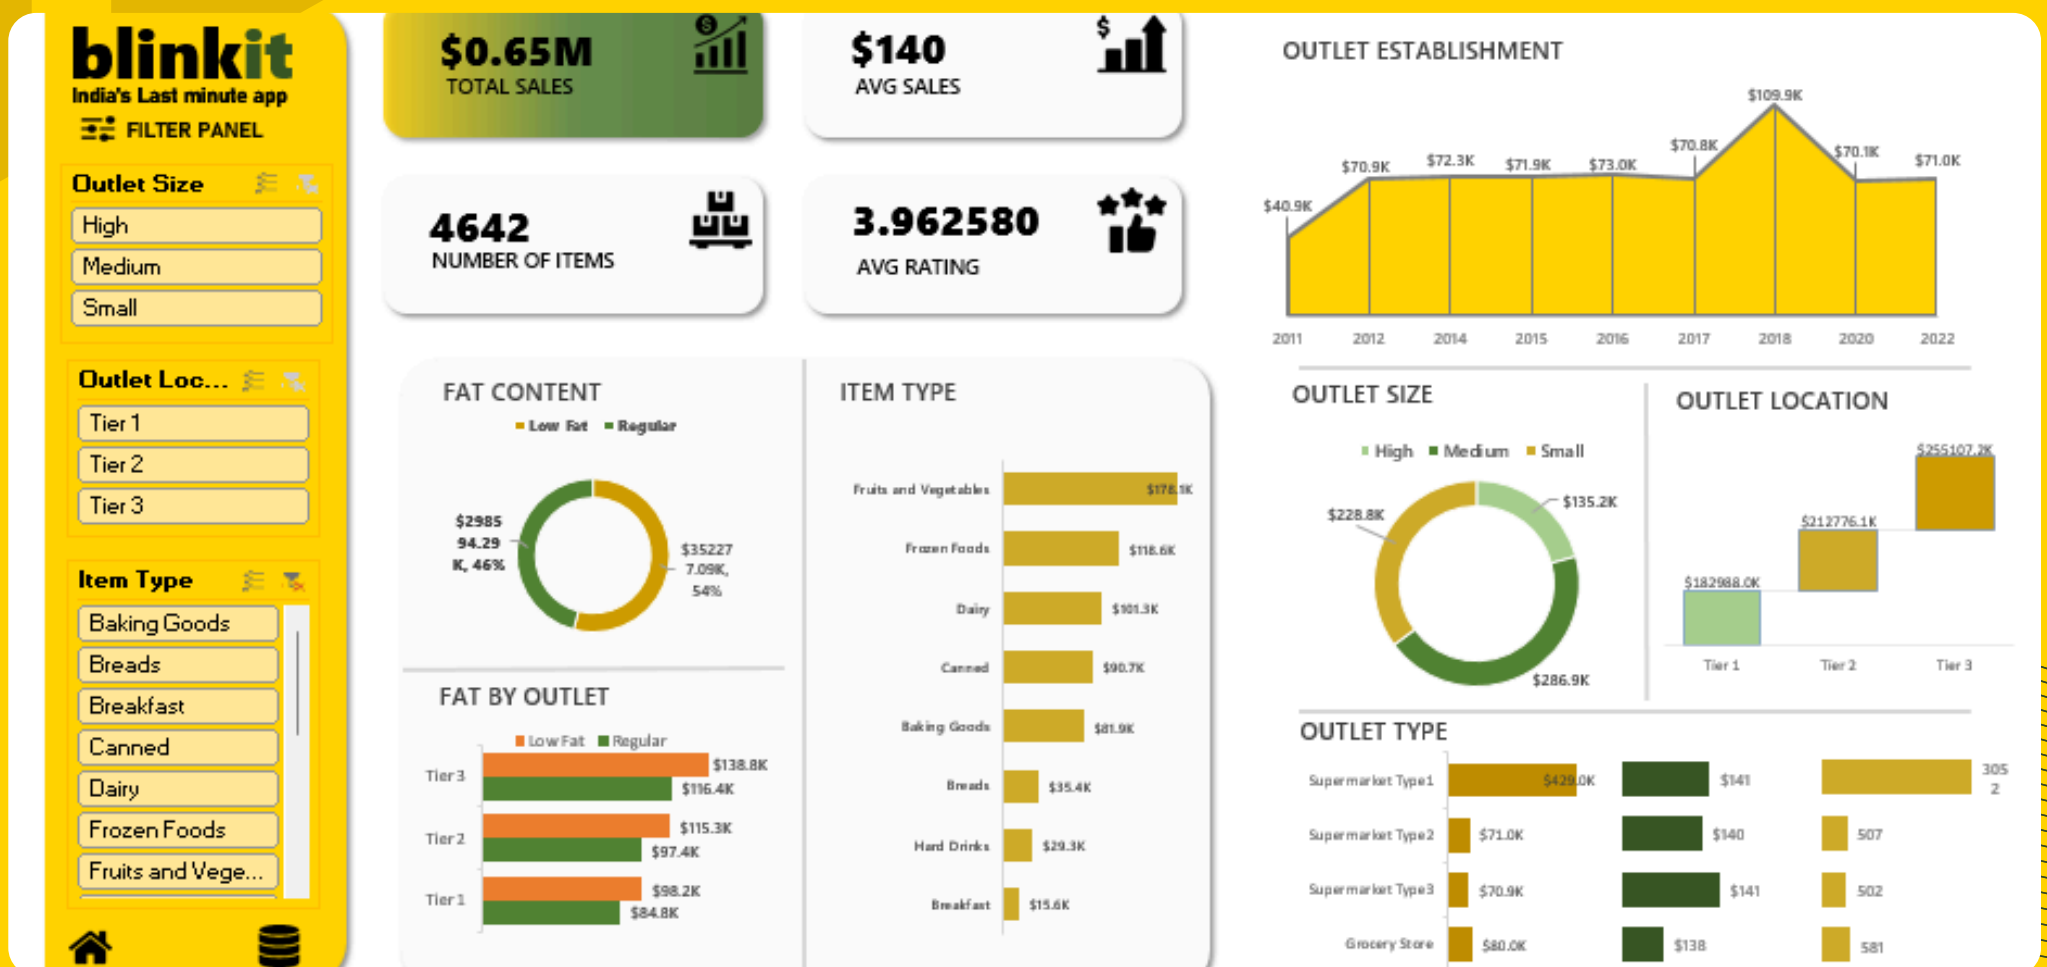 blinkit
India's Last minute app
FILTER PANEL
Outlet Size
High
Medium
Small
Outlet Loc...
Tier 1
Tier 2
Tier 3
Item Type
Baking Goods
Breads
Breakfast
Canned
Dairy
Frozen Foods
Fruits and Vege...
$0.65M
TOTAL SALES
$140
AVG SALES
4642
NUMBER OF ITEMS
3.962580
AVG RATING
FAT CONTENT
Low Fat Regular
$2985
94.29
K, 46%
$35227
7.09K,
54%
FAT BY OUTLET
Low Fat Regular
Tier 3 $138.8K
$116.4K
Tier 2 $115.3K
$97.4K
Tier 1 $98.2K
$84.8K
ITEM TYPE
Fruits and Vegetables $178.1K
Frozen Foods $118.6K
Dairy $101.3K
Canned $90.7K
Baking Goods $81.9K
Breads $35.4K
Hard Drinks $29.3K
Breakfast $15.6K
OUTLET ESTABLISHMENT
$40.9K $70.9K $72.3K $71.9K $73.0K $70.8K $109.9K $70.1K $71.0K
2011 2012 2014 2015 2016 2017 2018 2020 2022
OUTLET SIZE
High Medium Small
$135.2K
$228.8K
$286.9K
OUTLET LOCATION
$255107.2K
$212776.1K
$182988.0K
Tier 1 Tier 2 Tier 3
OUTLET TYPE
Supermarket Type1 $429.0K $141 305
2
Supermarket Type2 $71.0K $140 507
Supermarket Type3 $70.9K $141 502
Grocery Store $80.0K $138 581